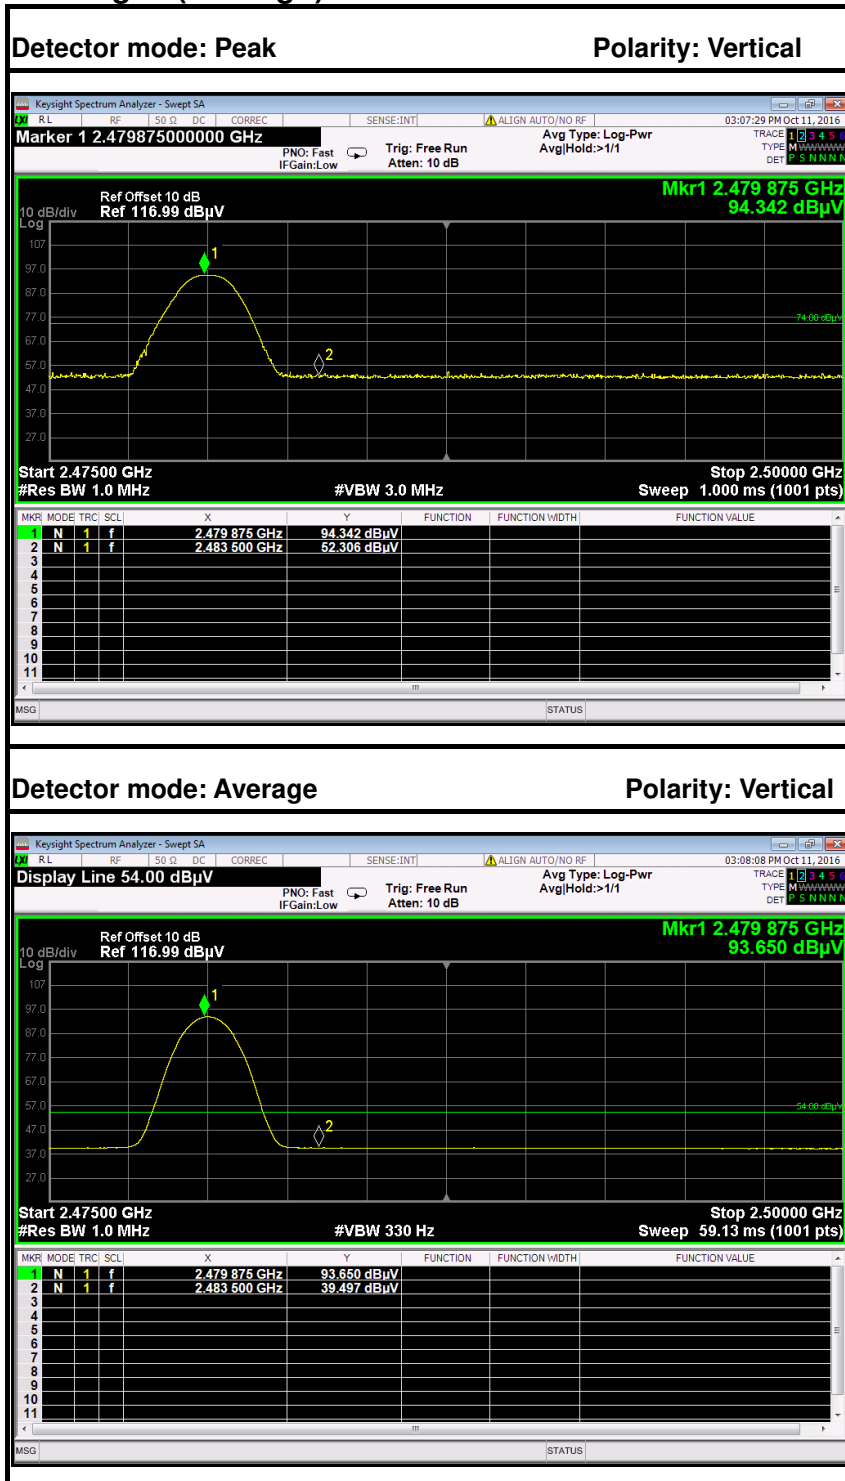 Detector mode: Peak Polarity: Vertical
Keysight Spectrum Analyzer - Swept SA
LXI RL RF 50 Ω DC CORREC SENSE:INT ALIGN AUTO/NO RF 03:07:29 PM Oct 11, 2016
Marker 1 2.479875000000 GHz Avg Type: Log-Pwr TRACE 1 2 3 4 5 6
PNO: Fast Trig: Free Run Avg|Hold:>1/1 TYPE M WWWWW
IFGain:Low Atten: 10 dB DET P S N N N N
Mkr1 2.479 875 GHz
Ref Offset 10 dB
10 dB/div Ref 116.99 dBµV 94.342 dBµV
Log
107
1
97.0
87.0
77.0
74.00 dBµV
67.0
2
57.0
47.0
37.0
27.0
Start 2.47500 GHz Stop 2.50000 GHz
#Res BW 1.0 MHz #VBW 3.0 MHz Sweep 1.000 ms (1001 pts)
MKR MODE TRC SCL X Y FUNCTION FUNCTION WIDTH FUNCTION VALUE
1 N 1 f 2.479 875 GHz 94.342 dBµV
2 N 1 f 2.483 500 GHz 52.306 dBµV
3
4
5
6
7
8
9
10
11
MSG STATUS
Detector mode: Average Polarity: Vertical
Keysight Spectrum Analyzer - Swept SA
LXI RL RF 50 Ω DC CORREC SENSE:INT ALIGN AUTO/NO RF 03:08:08 PM Oct 11, 2016
Display Line 54.00 dBµV Avg Type: Log-Pwr TRACE 1 2 3 4 5 6
PNO: Fast Trig: Free Run Avg|Hold:>1/1 TYPE M WWWWW
IFGain:Low Atten: 10 dB DET P S N N N N
Mkr1 2.479 875 GHz
Ref Offset 10 dB
10 dB/div Ref 116.99 dBµV 93.650 dBµV
Log
107
1
97.0
87.0
77.0
67.0
57.0
54.00 dBµV
47.0
2
37.0
27.0
Start 2.47500 GHz Stop 2.50000 GHz
#Res BW 1.0 MHz #VBW 330 Hz Sweep 59.13 ms (1001 pts)
MKR MODE TRC SCL X Y FUNCTION FUNCTION WIDTH FUNCTION VALUE
1 N 1 f 2.479 875 GHz 93.650 dBµV
2 N 1 f 2.483 500 GHz 39.497 dBµV
3
4
5
6
7
8
9
10
11
MSG STATUS